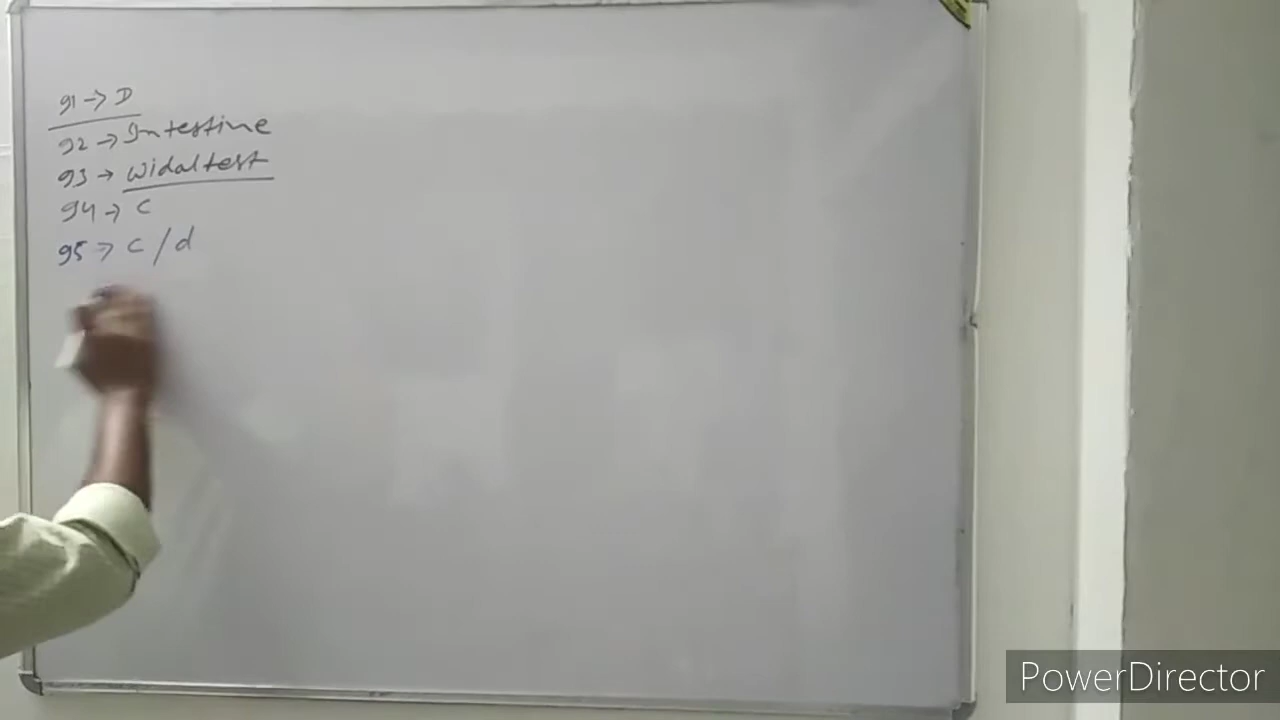 91 → D
92 → Intestine
93 → Widal test
94 → C
95 → C / d
PowerDirector